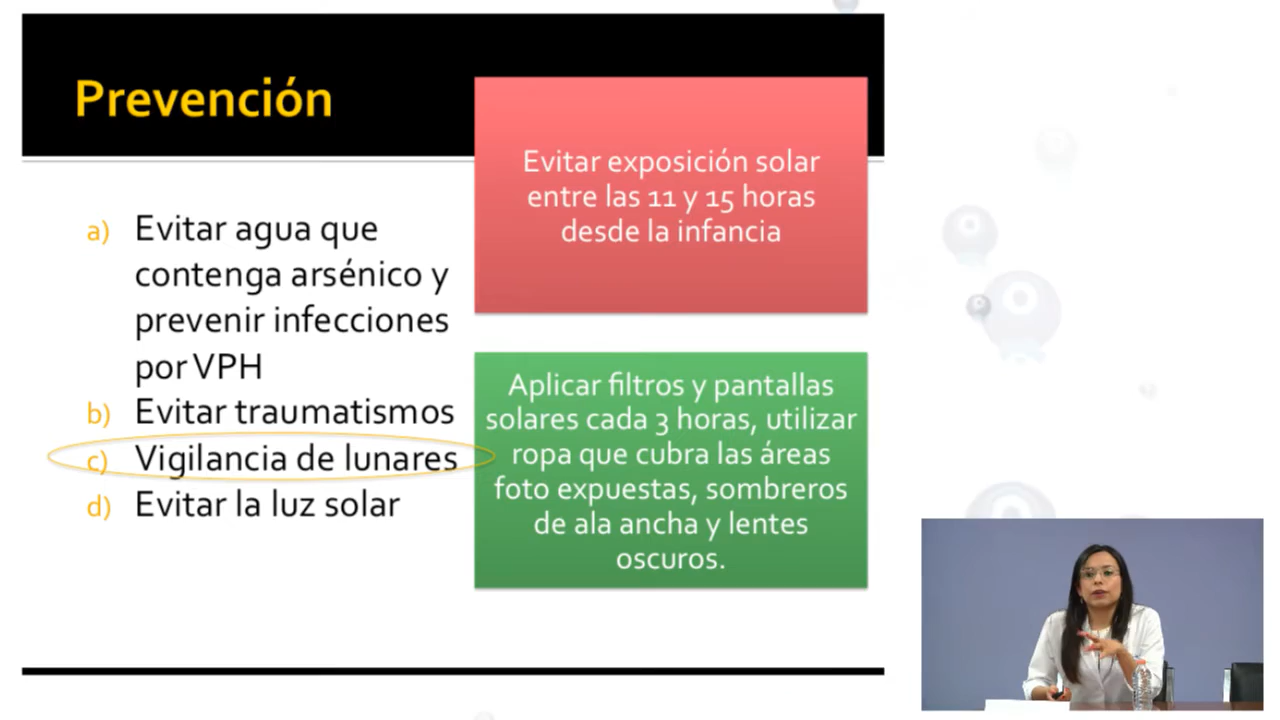 Prevención
Evitar exposición solar
entre las 11 y 15 horas
desde la infancia
a) Evitar agua que
contenga arsénico y
prevenir infecciones
por VPH
b) Evitar traumatismos
c) Vigilancia de lunares
d) Evitar la luz solar
Aplicar filtros y pantallas
solares cada 3 horas, utilizar
ropa que cubra las áreas
foto expuestas, sombreros
de ala ancha y lentes
oscuros.